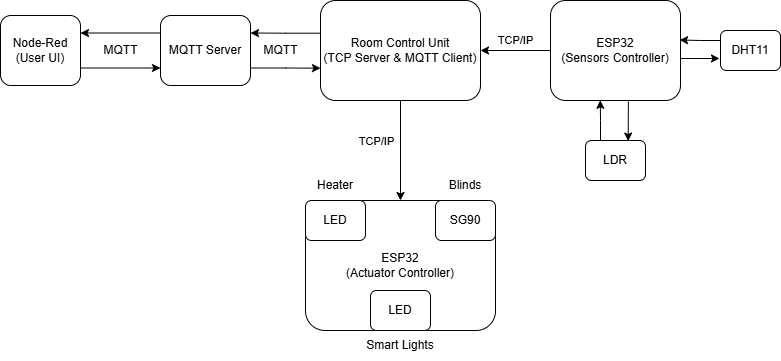 Node-Red
(User UI)
MQTT
MQTT Server
MQTT
Room Control Unit
(TCP Server & MQTT Client)
TCP/IP
ESP32
(Sensors Controller)
DHT11
LDR
TCP/IP
Heater
Blinds
LED
SG90
ESP32
(Actuator Controller)
LED
Smart Lights